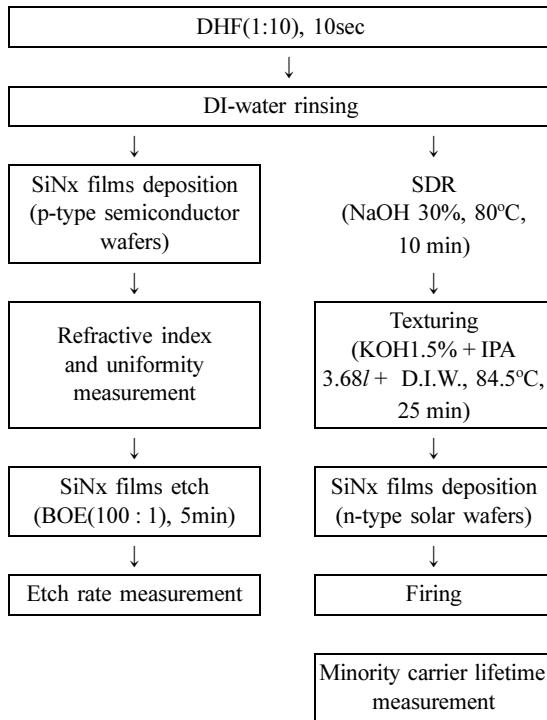 DHF(1:10), 10sec
↓
DI-water rinsing
↓
SiNx films deposition
(p-type semiconductor
wafers)
↓
Refractive index
and uniformity
measurement
↓
SiNx films etch
(BOE(100 : 1), 5min)
↓
Etch rate measurement
↓
SDR
(NaOH 30%, 80°C,
10 min)
↓
Texturing
(KOH1.5% + IPA
3.68l + D.I.W., 84.5°C,
25 min)
↓
SiNx films deposition
(n-type solar wafers)
↓
Firing
Minority carrier lifetime
measurement